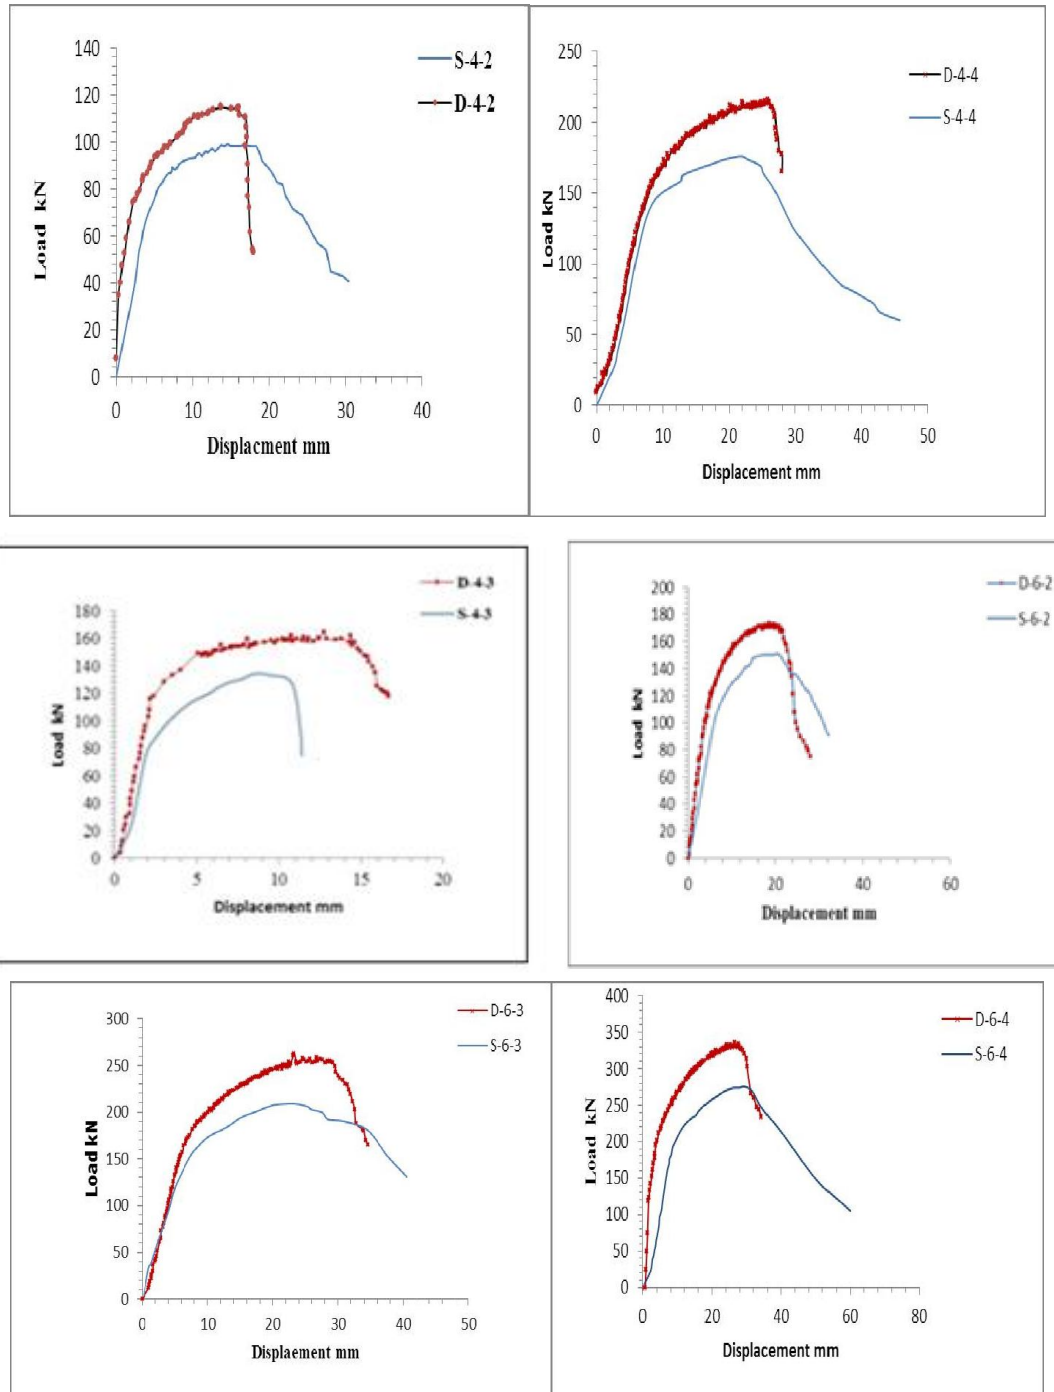 S-4-2
D-4-2
140
120
100
80
60
40
20
0
0 10 20 30 40
Load kN
Displacment mm
D-4-4
S-4-4
250
200
150
100
50
0
0 10 20 30 40 50
Load kN
Displacement mm
D-4-3
S-4-3
180
160
140
120
100
80
60
40
20
0
0 5 10 15 20
Load kN
Displacement mm
D-6-2
S-6-2
200
180
160
140
120
100
80
60
40
20
0
0 20 40 60
Load kN
Displacement mm
D-6-3
S-6-3
300
250
200
150
100
50
0
0 10 20 30 40 50
Load kN
Displaement mm
D-6-4
S-6-4
400
350
300
250
200
150
100
50
0
0 20 40 60 80
Load kN
Displacement mm